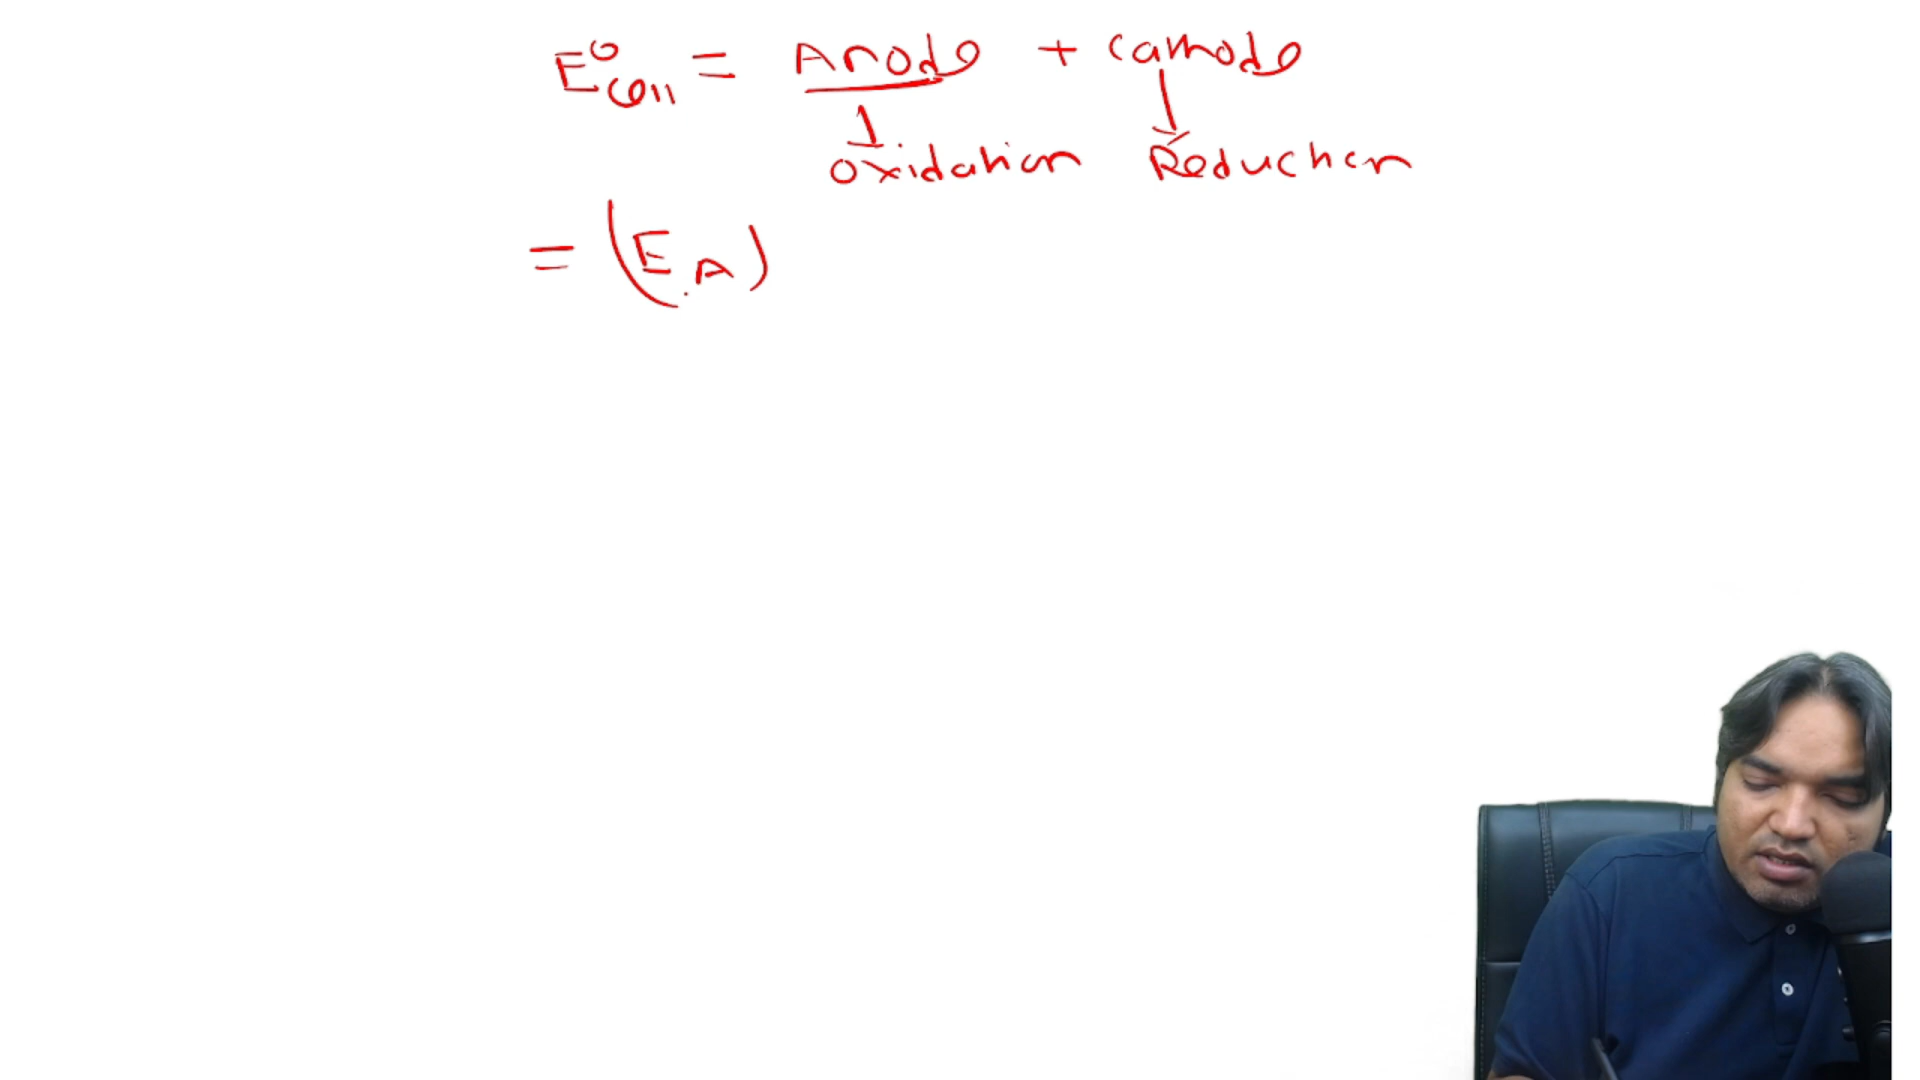 E°cell = Anode + Cathode
Oxidation Reduction
= (E A)